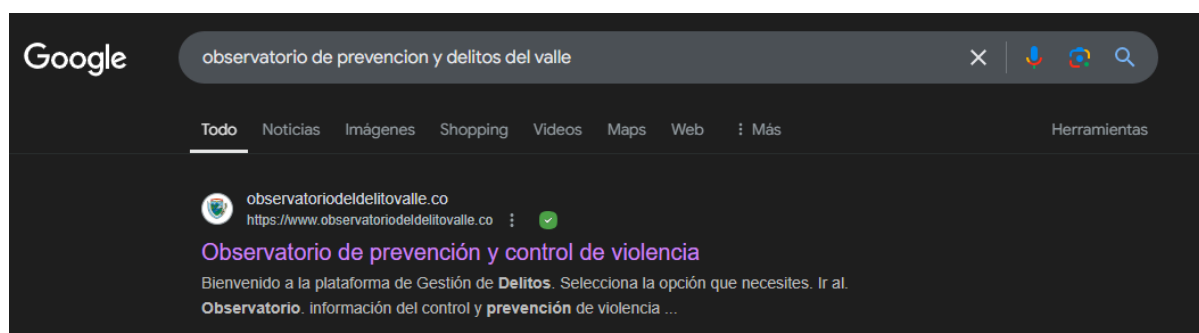 Google
observatorio de prevencion y delitos del valle
Todo Noticias Imágenes Shopping Videos Maps Web Más Herramientas
observatoriodeldelitovalle.co
https://www.observatoriodeldelitovalle.co
Observatorio de prevención y control de violencia
Bienvenido a la plataforma de Gestión de Delitos. Selecciona la opción que necesites. Ir al.
Observatorio. información del control y prevención de violencia ...